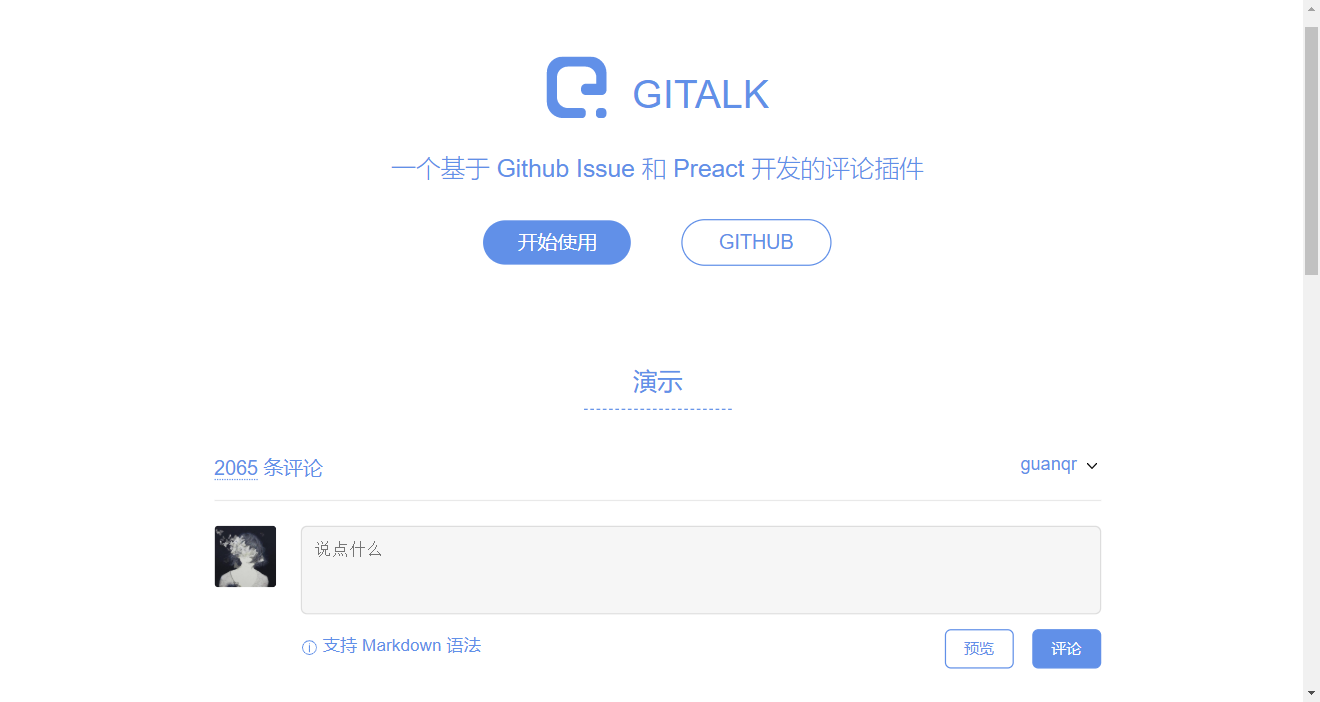 GITALK
一个基于 Github Issue 和 Preact 开发的评论插件
开始使用 GITHUB
演示
2065 条评论 guanqr
说点什么
支持 Markdown 语法 预览 评论